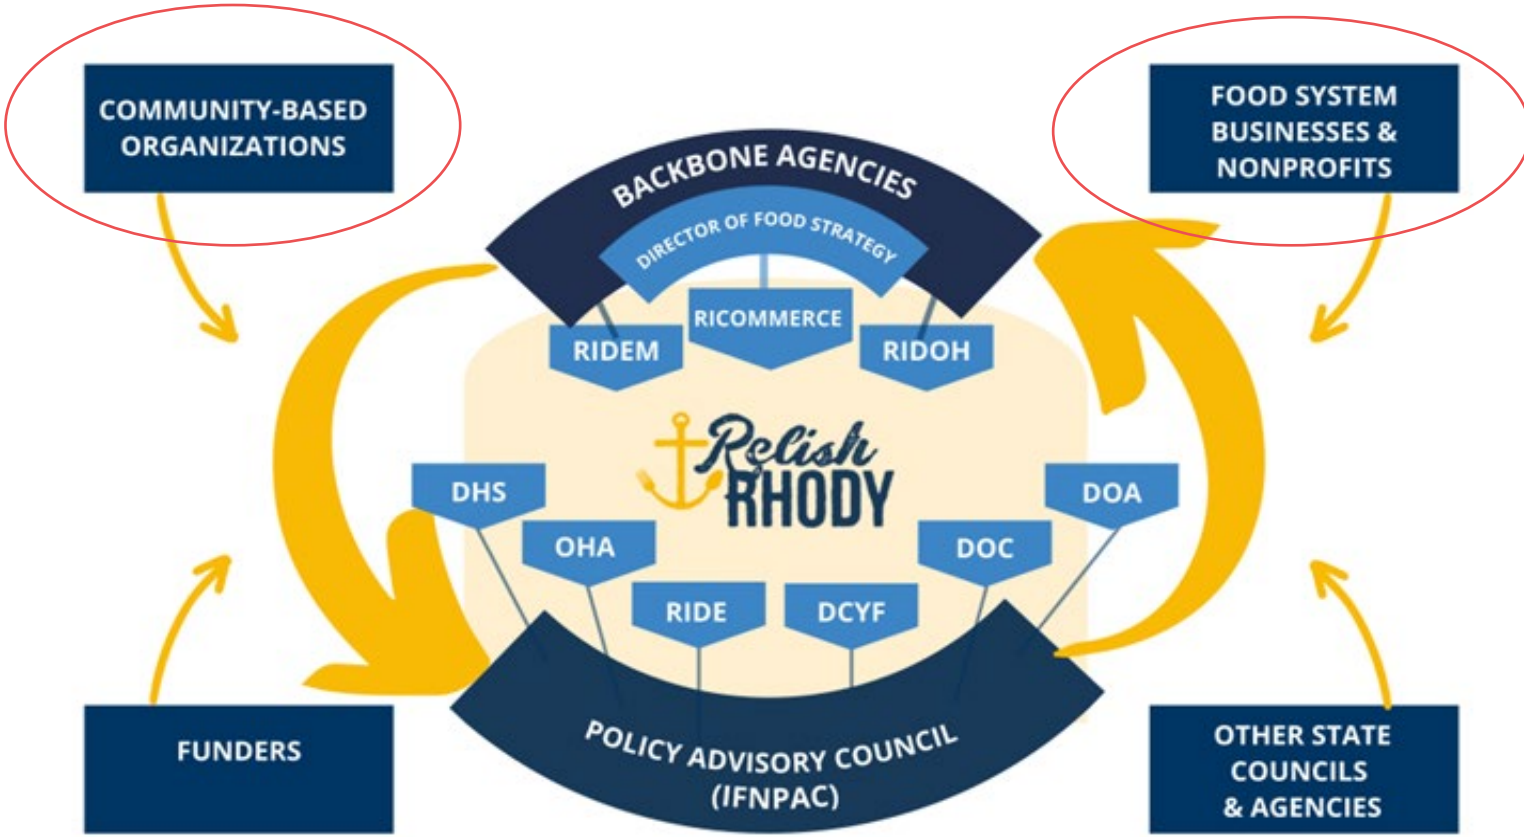 COMMUNITY-BASED
ORGANIZATIONS
FOOD SYSTEM
BUSINESSES &
NONPROFITS
BACKBONE AGENCIES
DIRECTOR OF FOOD STRATEGY
RICOMMERCE
RIDEM
RIDOH
Relish
RHODY
DHS
DOA
OHA
DOC
RIDE
DCYF
POLICY ADVISORY COUNCIL
(IFNPAC)
FUNDERS
OTHER STATE
COUNCILS
& AGENCIES